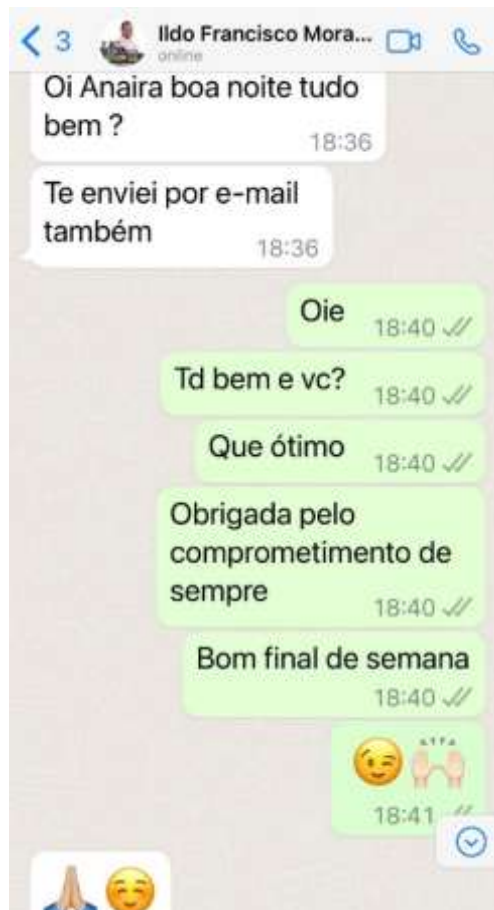 3
Ildo Francisco Mora...
online
Oi Anaira boa noite tudo
bem ?
18:36
Te enviei por e-mail
também
18:36
Oie
18:40
Td bem e vc?
18:40
Que ótimo
18:40
Obrigada pelo
comprometimento de
sempre
18:40
Bom final de semana
18:40
😉🙌🏻
18:41
🙏🏼☺️